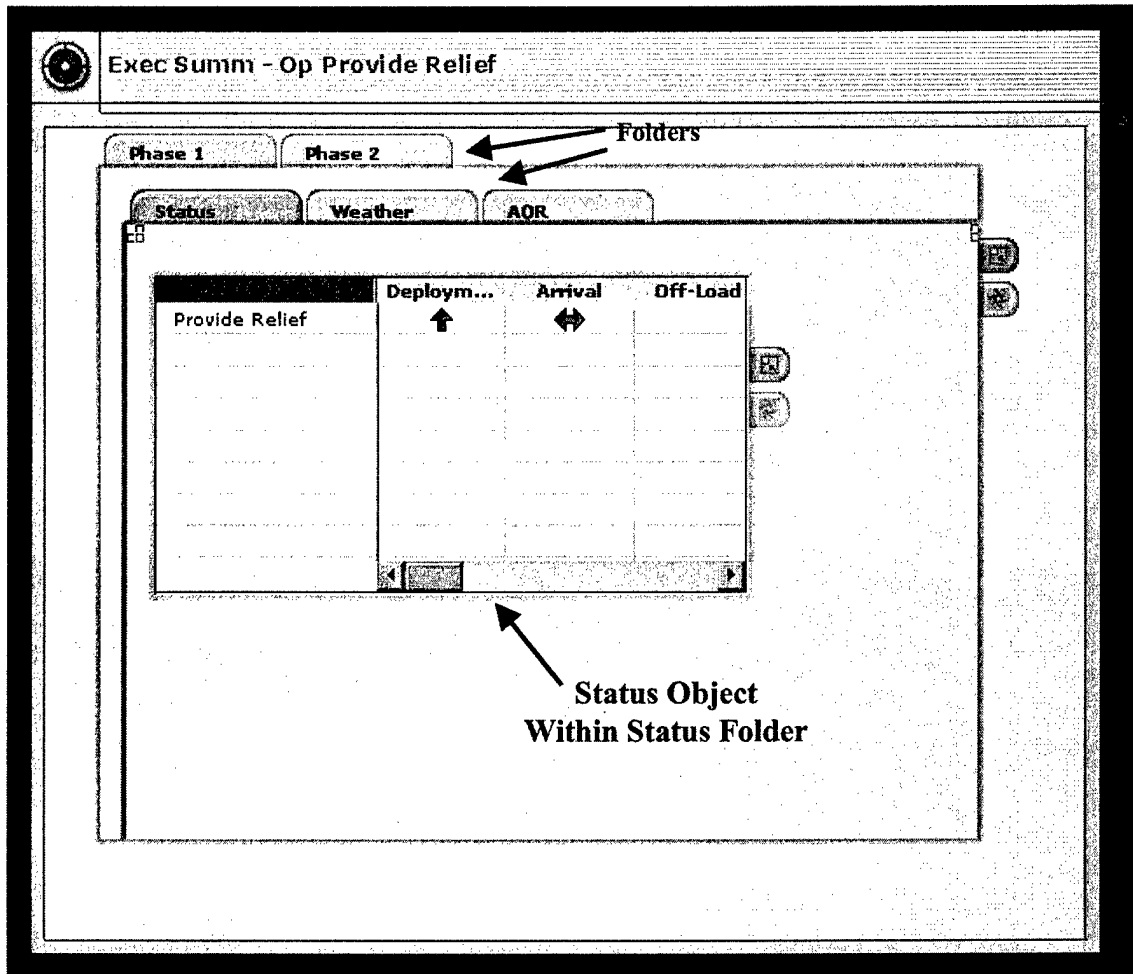 Exec Summ - Op Provide Relief
Folders
Phase 1 Phase 2
Status Weather AOR
Deploym... Arrival Off-Load
Provide Relief
Status Object
Within Status Folder